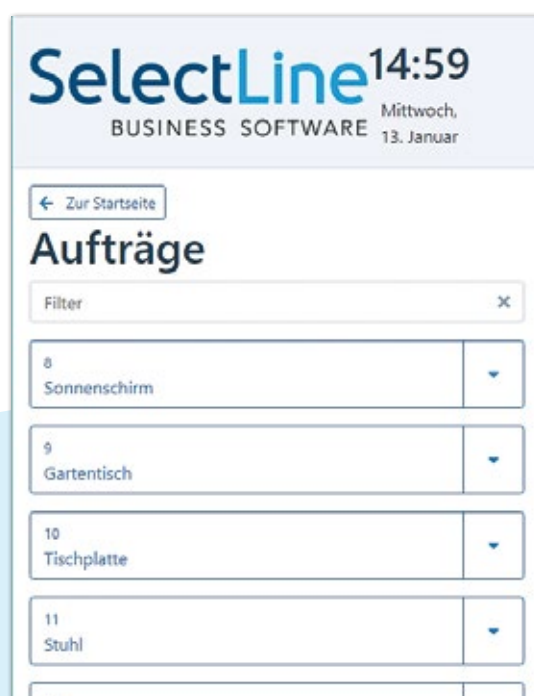 SelectLine
BUSINESS SOFTWARE
14:59
Mittwoch,
13. Januar
Zur Startseite
Aufträge
Filter
8
Sonnenschirm
9
Gartentisch
10
Tischplatte
11
Stuhl